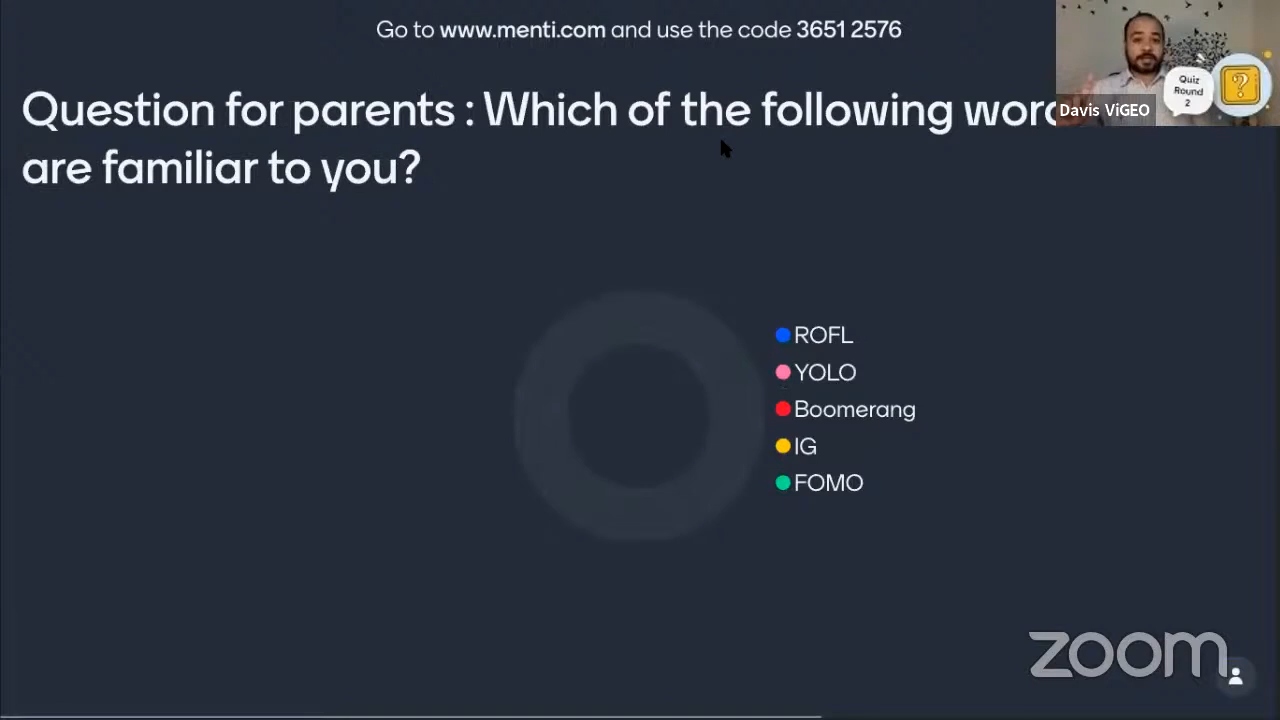 Go to www.menti.com and use the code 3651 2576
Question for parents : Which of the following
are familiar to you?
Quiz
Round
2
?
Davis ViGEO
ROFL
YOLO
Boomerang
IG
FOMO
zoom